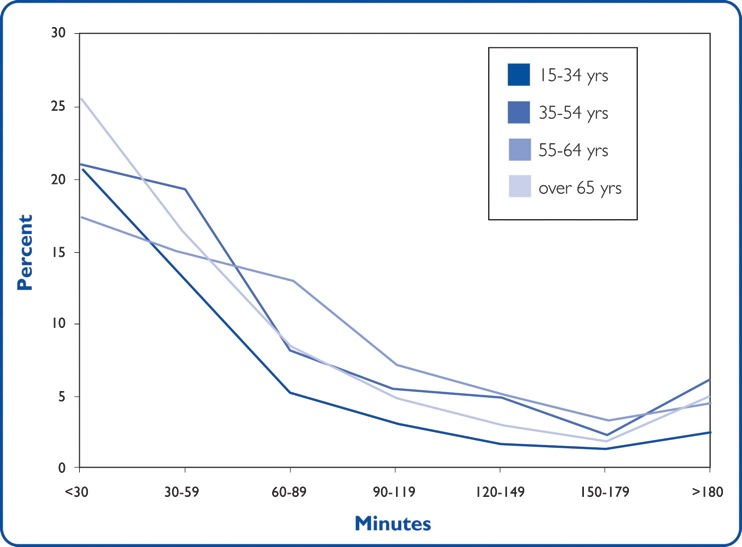 30
25
20
15
10
5
0
Percent
15-34 yrs
35-54 yrs
55-64 yrs
over 65 yrs
<30 30-59 60-89 90-119 120-149 150-179 >180
Minutes